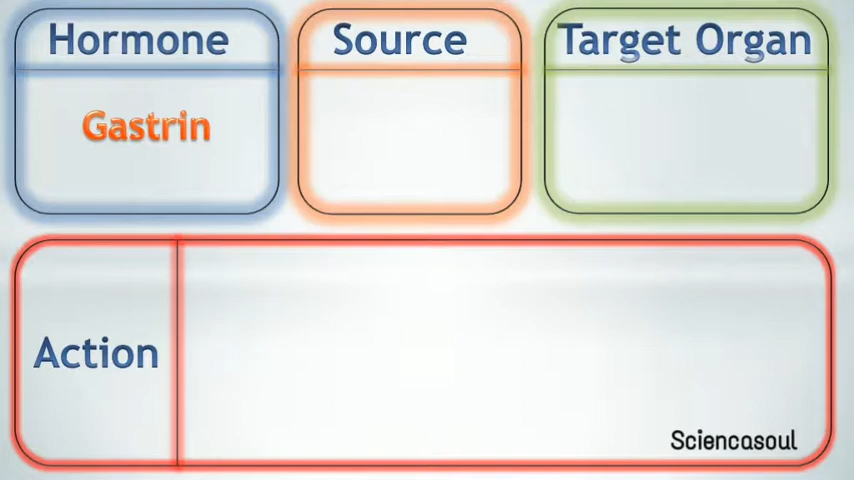 Hormone
Gastrin
Source
Target Organ
Action
Sciencasoul